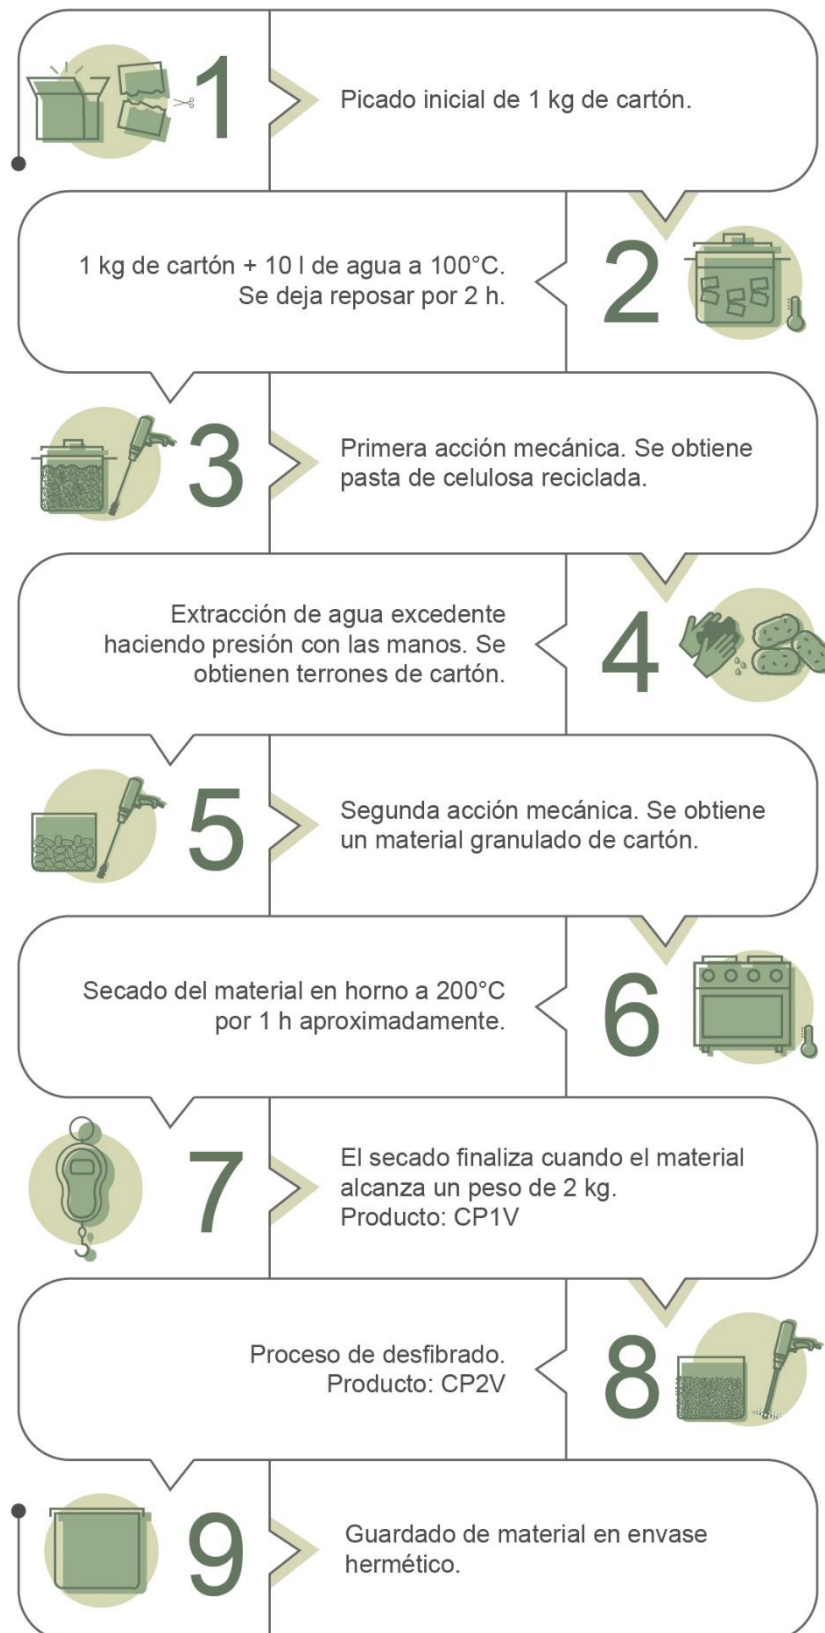 1
Picado inicial de 1 kg de cartón.
1 kg de cartón + 10 l de agua a 100°C.
Se deja reposar por 2 h.
2
3
Primera acción mecánica. Se obtiene
pasta de celulosa reciclada.
Extracción de agua excedente
haciendo presión con las manos. Se
obtienen terrones de cartón.
4
5
Segunda acción mecánica. Se obtiene
un material granulado de cartón.
Secado del material en horno a 200°C
por 1 h aproximadamente.
6
7
El secado finaliza cuando el material
alcanza un peso de 2 kg.
Producto: CP1V
Proceso de desfibrado.
Producto: CP2V
8
9
Guardado de material en envase
hermético.